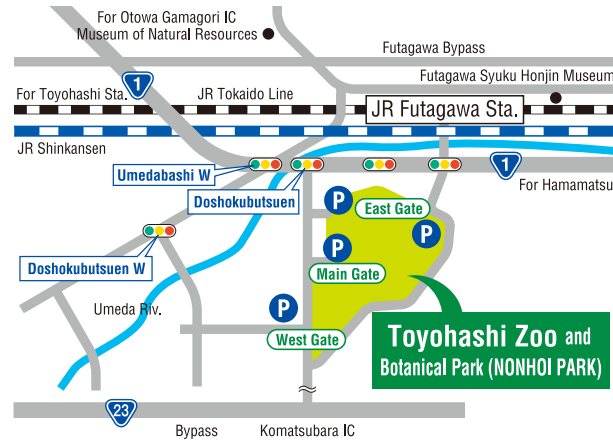 For Otowa Gamagori IC
Museum of Natural Resources
Futagawa Bypass
1
Futagawa Syuku Honjin Museum
For Toyohashi Sta.
JR Tokaido Line
JR Futagawa Sta.
JR Shinkansen
Umedabashi W
1
For Hamamatsu
Doshokubutsuen
P
East Gate
P
Doshokubutsuen W
P
Main Gate
Umeda Riv.
P
West Gate
Toyohashi Zoo and
Botanical Park (NONHOI PARK)
23
Bypass
Komatsubara IC